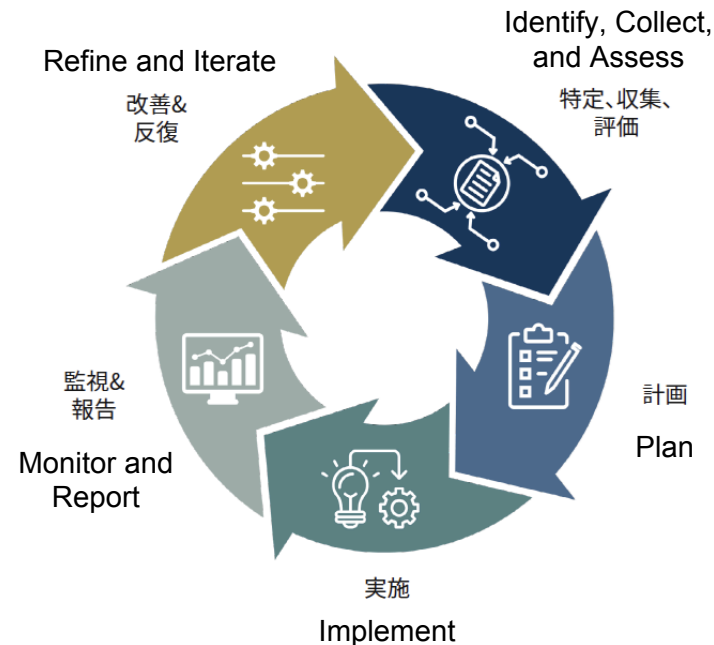 Identify, Collect,
and Assess
特定、収集、
評価
計画
Plan
実施
Implement
監視&
報告
Monitor and
Report
Refine and Iterate
改善&
反復